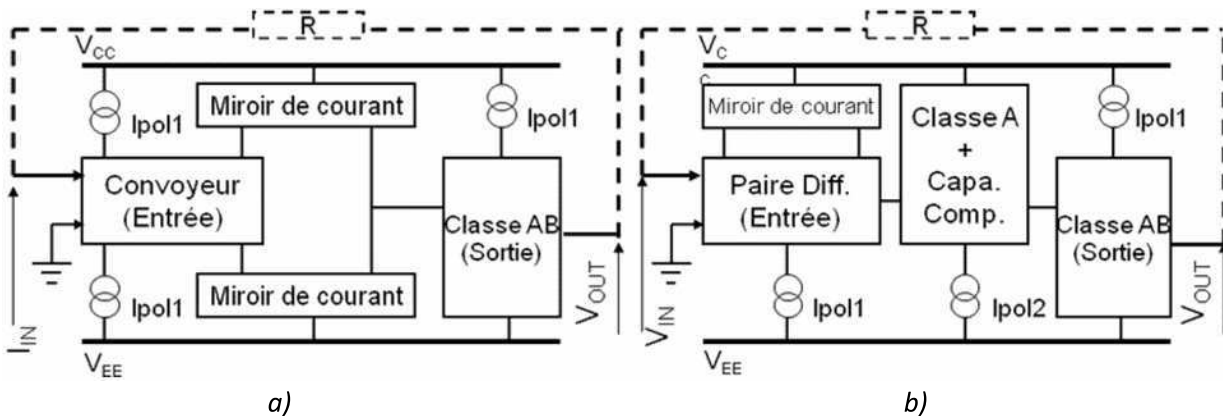 R
VCC
Miroir de courant
Ipol1
Ipol1
Convoyeur
(Entrée)
Classe AB
(Sortie)
Ipol1
Miroir de courant
IIN
VEE
VOUT
a)
R
VC
C
Miroir de courant
Classe A
+
Capa.
Comp.
Ipol1
Paire Diff.
(Entrée)
Classe AB
(Sortie)
Ipol1
Ipol2
VIN
VEE
VOUT
b)